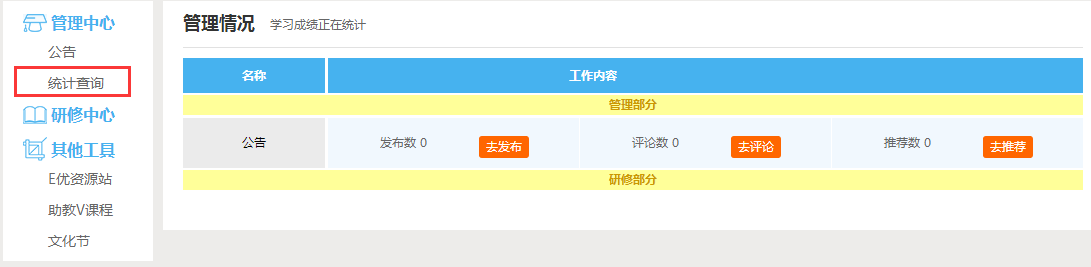 管理中心
公告
统计查询
研修中心
其他工具
E优资源站
助教V课程
文化节
管理情况 学习成绩正在统计
名称 工作内容
管理部分
公告 发布数 0 去发布 评论数 0 去评论 推荐数 0 去推荐
研修部分